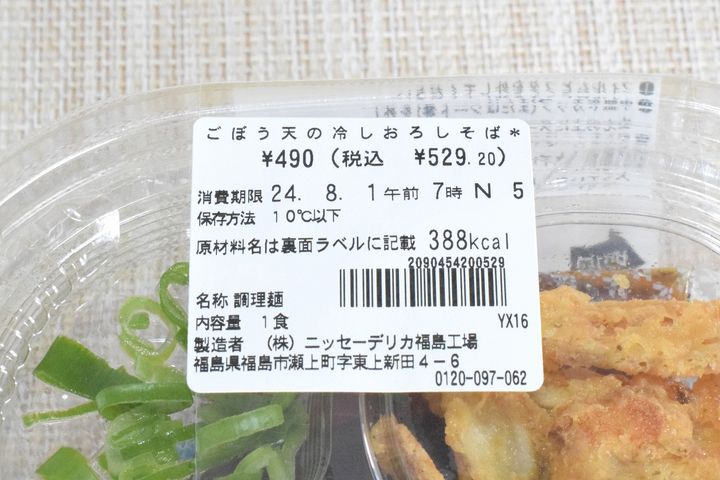 ごぼう天の冷しおろしそば*
¥490 (税込 ¥529.20)
消費期限 24. 8. 1 午前 7時 N 5
保存方法 10℃以下
原材料名は裏面ラベルに記載 388kcal
2090454200529
名称 調理麺
内容量 1食 YX16
製造者 (株) ニッセーデリカ福島工場
福島県福島市瀬上町字東上新田4-6
0120-097-062